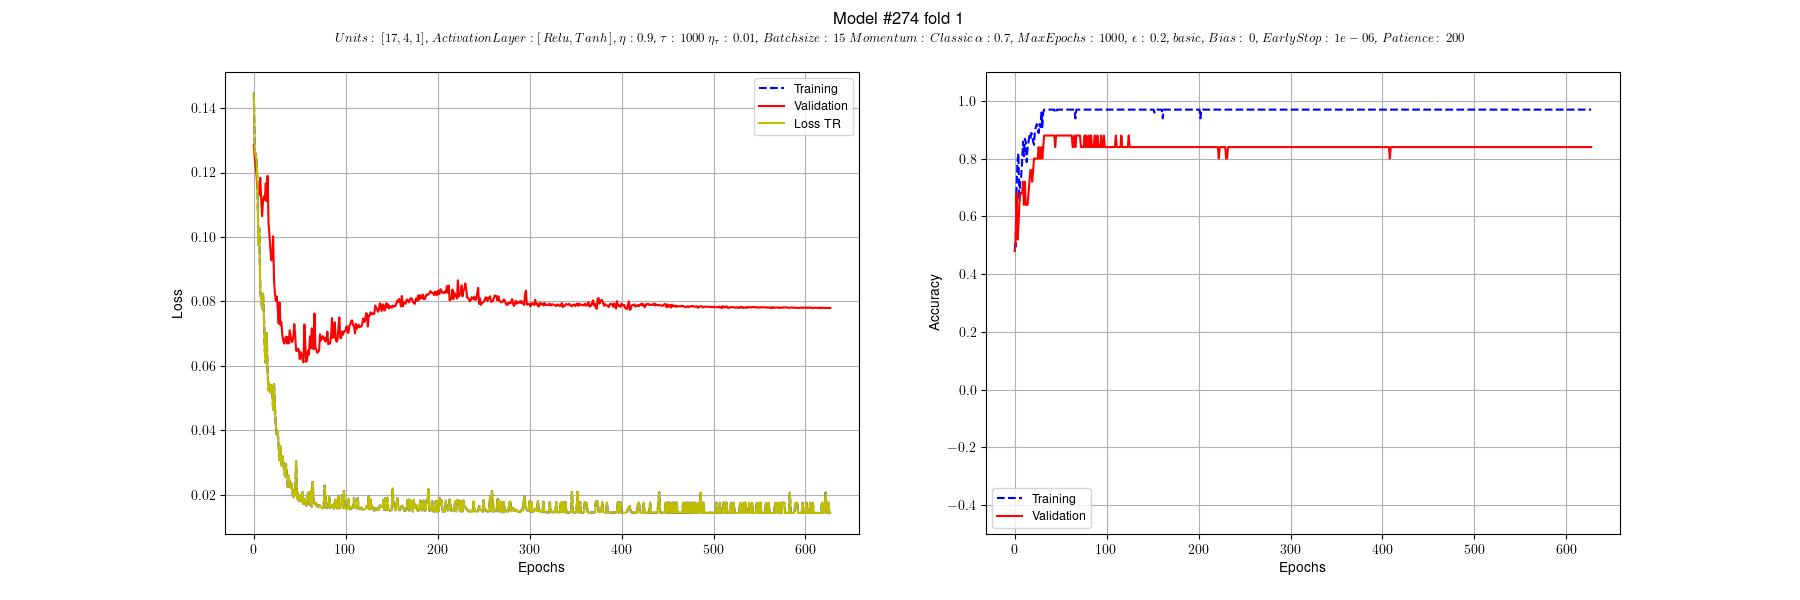 Model #274 fold 1
Units : [17, 4, 1], ActivationLayer : [Relu, Tanh], η : 0.9, τ : 1000 η_τ : 0.01, Batchsize : 15 Momentum : Classic α : 0.7, MaxEpochs : 1000, ϵ : 0.2, basic, Bias : 0, EarlyStop : 1e − 06, Patience : 200
Loss
0.14
0.12
0.10
0.08
0.06
0.04
0.02
0 100 200 300 400 500 600
Epochs
Training
Validation
Loss TR
Accuracy
1.0
0.8
0.6
0.4
0.2
0.0
−0.2
−0.4
0 100 200 300 400 500 600
Epochs
Training
Validation